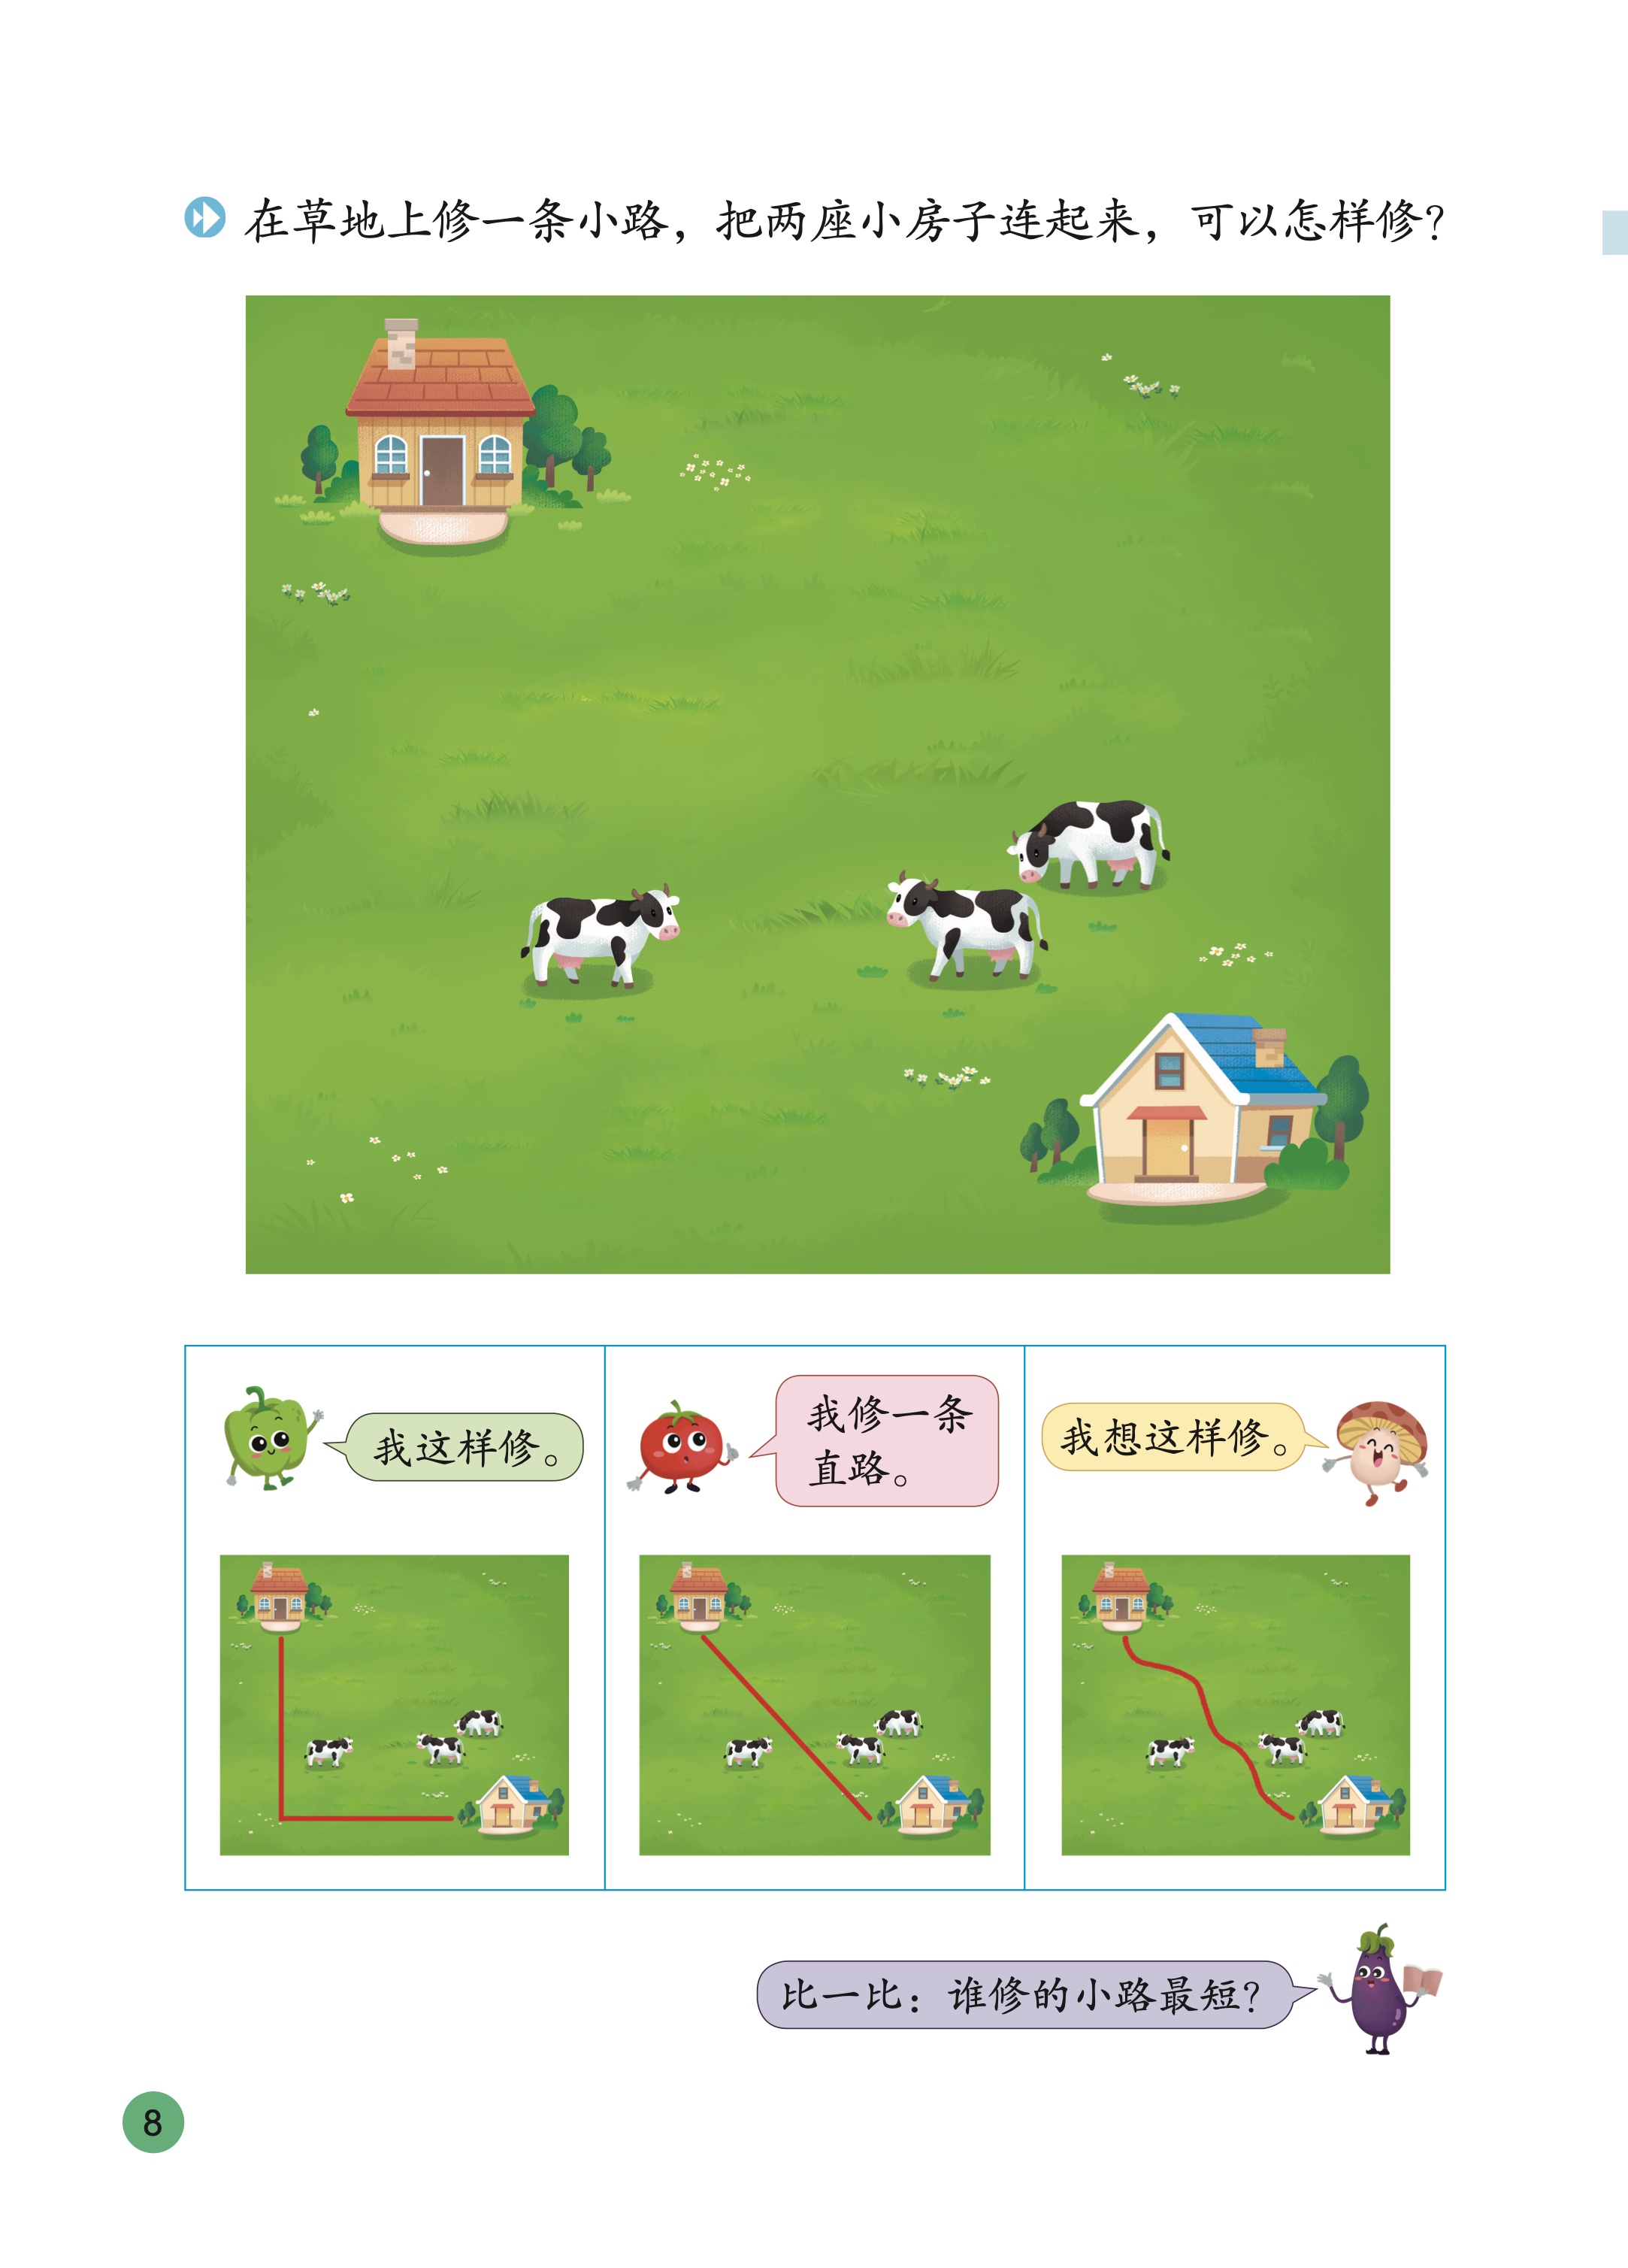 在草地上修一条小路，把两座小房子连起来，可以怎样修？
我这样修。
我修一条
直路。
我想这样修。
比一比：谁修的小路最短？
8